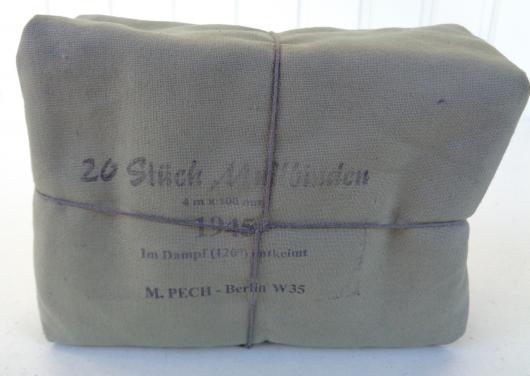 20 Stück Mullbinden
4 m x 100 mm
1945
Im Dampf (120°) entkeimt
M. PECH - Berlin W35